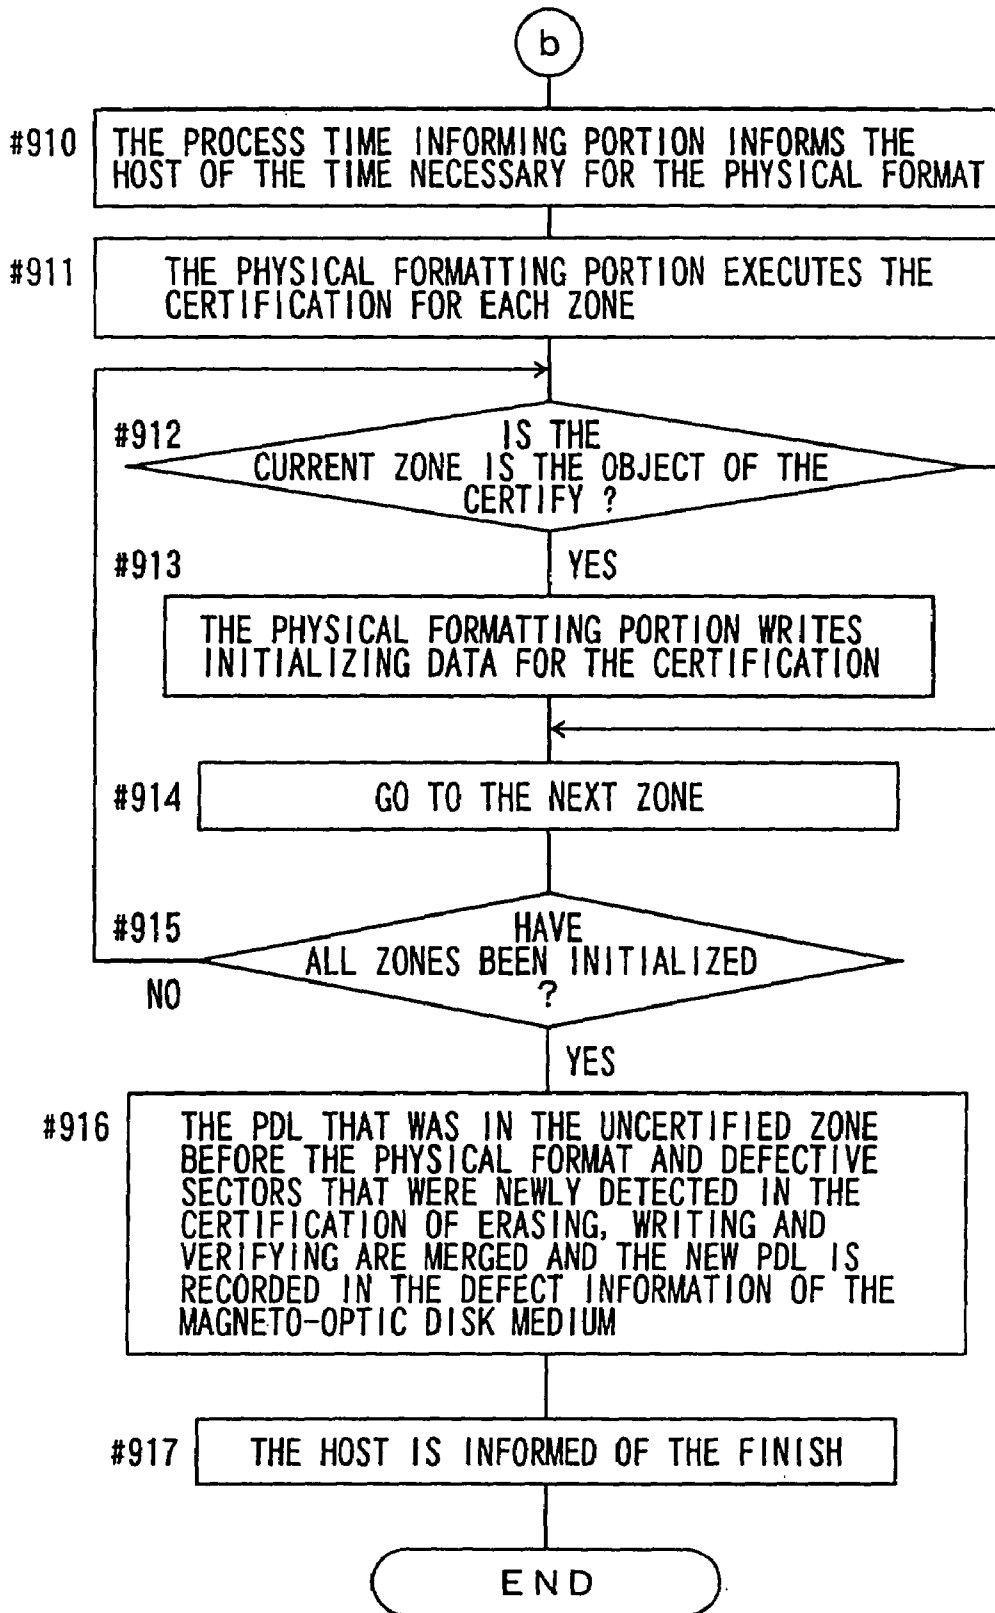 b
#910
THE PROCESS TIME INFORMING PORTION INFORMS THE
HOST OF THE TIME NECESSARY FOR THE PHYSICAL FORMAT
#911
THE PHYSICAL FORMATTING PORTION EXECUTES THE
CERTIFICATION FOR EACH ZONE
#912
IS THE
CURRENT ZONE IS THE OBJECT OF THE
CERTIFY ?
#913
YES
THE PHYSICAL FORMATTING PORTION WRITES
INITIALIZING DATA FOR THE CERTIFICATION
#914
GO TO THE NEXT ZONE
#915
HAVE
ALL ZONES BEEN INITIALIZED
?
NO
YES
#916
THE PDL THAT WAS IN THE UNCERTIFIED ZONE
BEFORE THE PHYSICAL FORMAT AND DEFECTIVE
SECTORS THAT WERE NEWLY DETECTED IN THE
CERTIFICATION OF ERASING, WRITING AND
VERIFYING ARE MERGED AND THE NEW PDL IS
RECORDED IN THE DEFECT INFORMATION OF THE
MAGNETO-OPTIC DISK MEDIUM
#917
THE HOST IS INFORMED OF THE FINISH
END